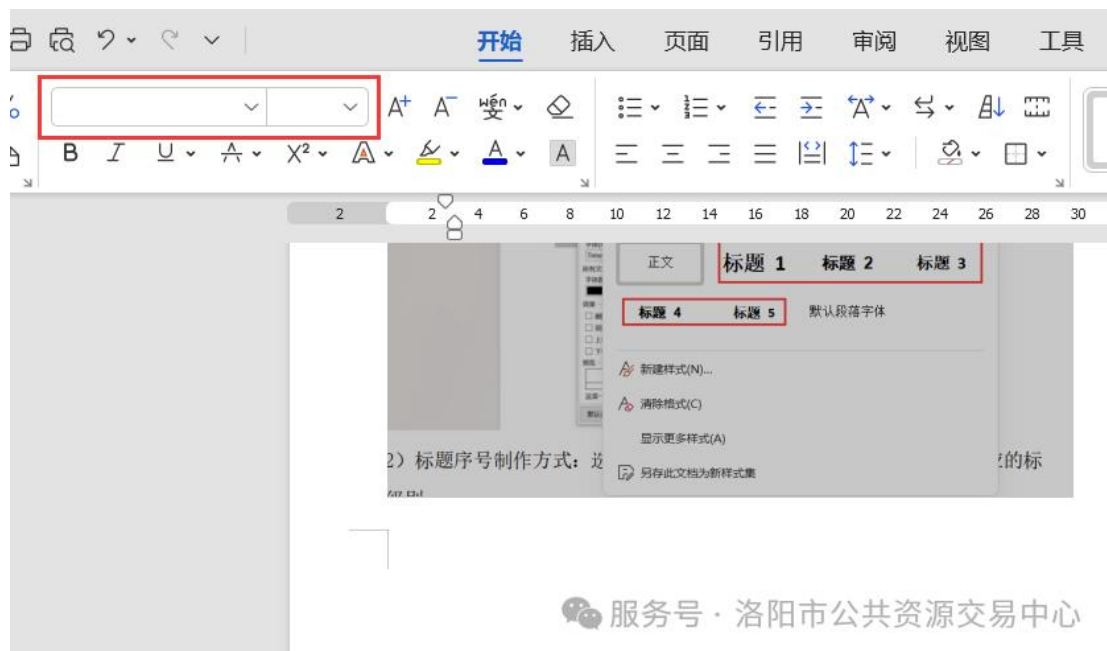 开始 插入 页面 引用 审阅 视图 工具
A+ A- wén 变
B I U A X² A A A
2 2 4 6 8 10 12 14 16 18 20 22 24 26 28 30
正文 标题 1 标题 2 标题 3
标题 4 标题 5 默认段落字体
新建样式(N)...
清除格式(C)
显示更多样式(A)
另存此文档为新样式集
2）标题序号制作方式：
的标
服务号 · 洛阳市公共资源交易中心